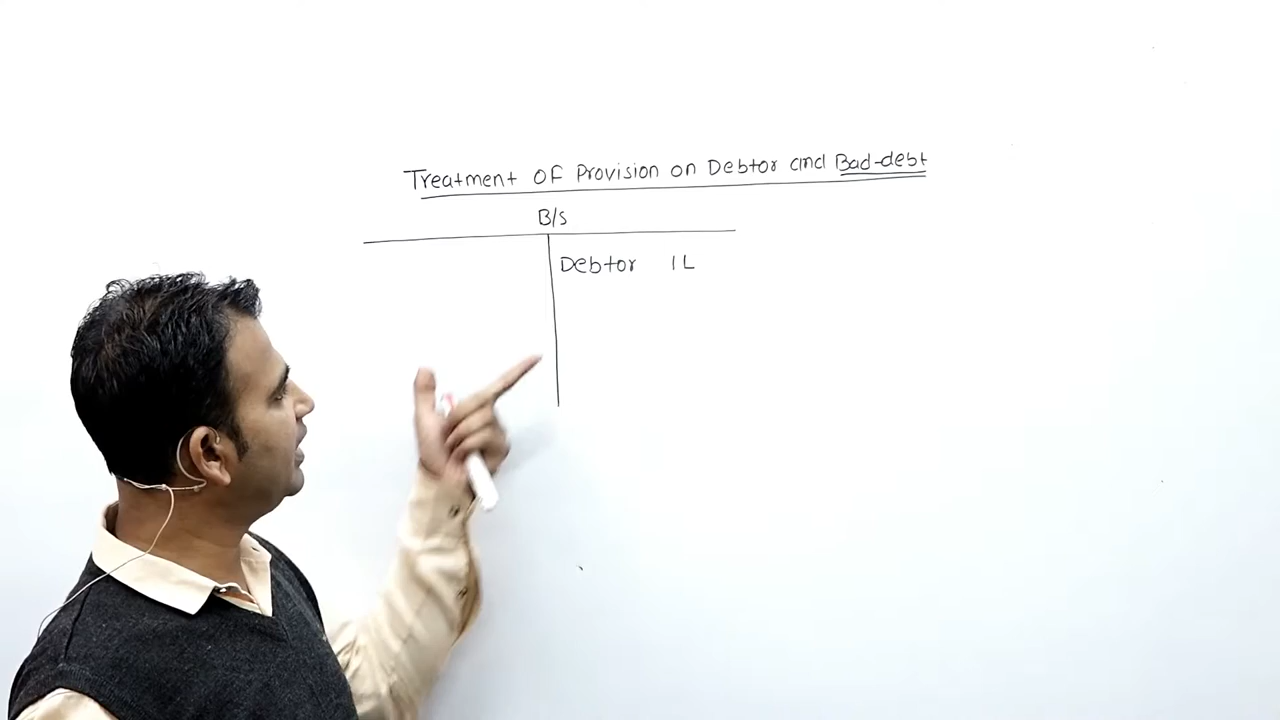 Treatment OF Provision on Debtor and Bad-debt
B/S
Debtor 1L